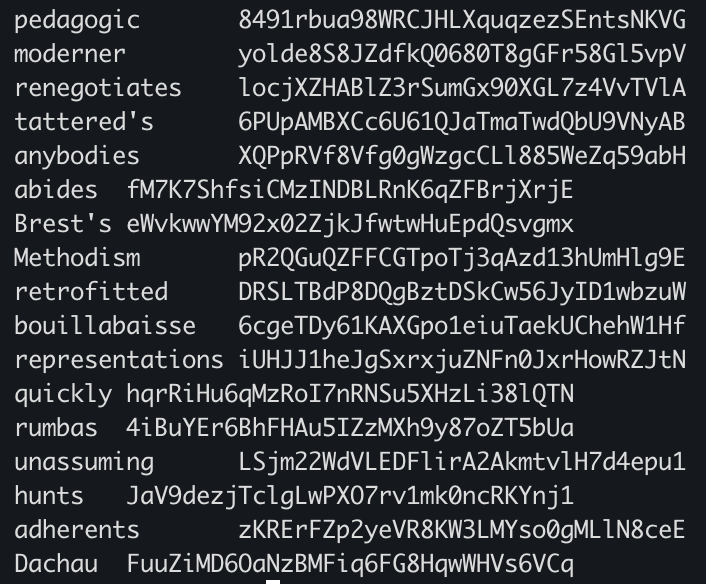 pedagogic	8491rbua98WRCJHLXquqzezSEntsNKVG
moderner	yolde8S8JZdfkQ0680T8gGFr58Gl5vpV
renegotiates	locjXZHABlZ3rSumGx90XGL7z4VvTVlA
tattered's	6PUpAMBXCc6U61QJaTmaTwdQbU9VNyAB
anybodies	XQPpRVf8Vfg0gWzgcCLl885WeZq59abH
abides	fM7K7ShfsiCMzINDBLRnK6qZFBrjXrjE
Brest's	eWvkwwYM92x02ZjkJfwtwHuEpdQsvgmx
Methodism	pR2QGuQZFFCGTpoTj3qAzd13hUmHlg9E
retrofitted	DRSLTBdP8DQgBztDSkCw56JyID1wbzuW
bouillabaisse	6cgeTDy61KAXGpo1eiuTaekUChehW1Hf
representations	iUHJJ1heJgSxrxjuZNFn0JxrHowRZJtN
quickly	hqrRiHu6qMzRoI7nRNSu5XHzLi38lQTN
rumbas	4iBuYEr6BhFHAu5IZzMXh9y87oZT5bUa
unassuming	LSjm22WdVLEDFlirA2AkmtvlH7d4epu1
hunts	JaV9dezjTclgLwPXO7rv1mk0ncRKYnj1
adherents	zKRErFZp2yeVR8KW3LMYso0gMLlN8ceE
Dachau	FuuZiMD6OaNzBMFiq6FG8HqwWHVs6VCq